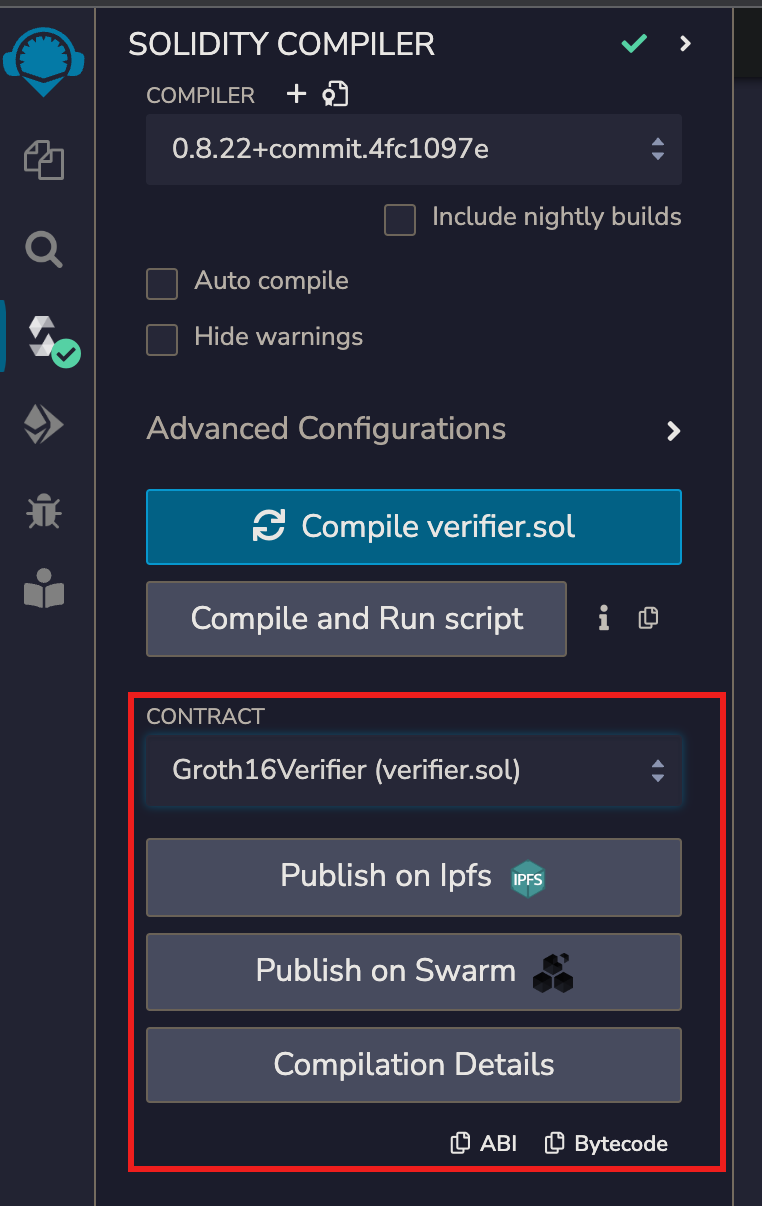 SOLIDITY COMPILER
COMPILER
0.8.22+commit.4fc1097e
Include nightly builds
Auto compile
Hide warnings
Advanced Configurations
Compile verifier.sol
Compile and Run script
CONTRACT
Groth16Verifier (verifier.sol)
Publish on Ipfs IPFS
Publish on Swarm
Compilation Details
ABI Bytecode